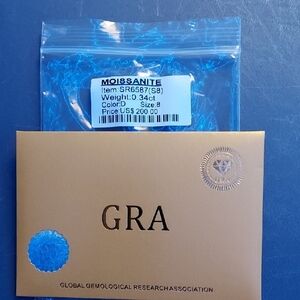 MOISSANITE
Item:SR6587(S8)
Weight:0.34ct
Color:D Size:8
Price:US$ 200.00
GRA
GLOBAL GEMOLOGICAL RESEARCH ASSOCIATION